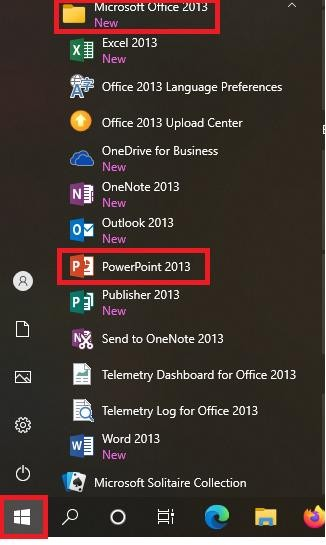 Microsoft Office 2013
New
Excel 2013
New
Office 2013 Language Preferences
Office 2013 Upload Center
OneDrive for Business
New
OneNote 2013
New
Outlook 2013
New
PowerPoint 2013
Publisher 2013
New
Send to OneNote 2013
Telemetry Dashboard for Office 2013
Telemetry Log for Office 2013
Word 2013
New
Microsoft Solitaire Collection